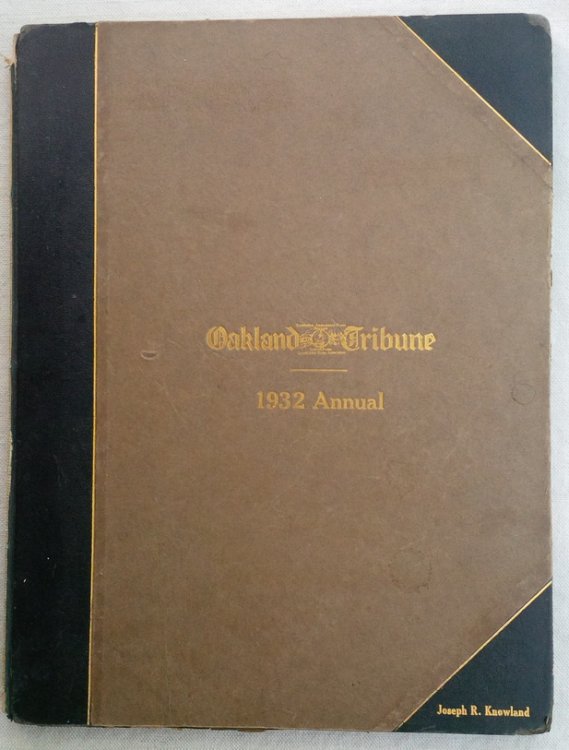 Oakland Tribune
1932 Annual
Joseph R. Knowland